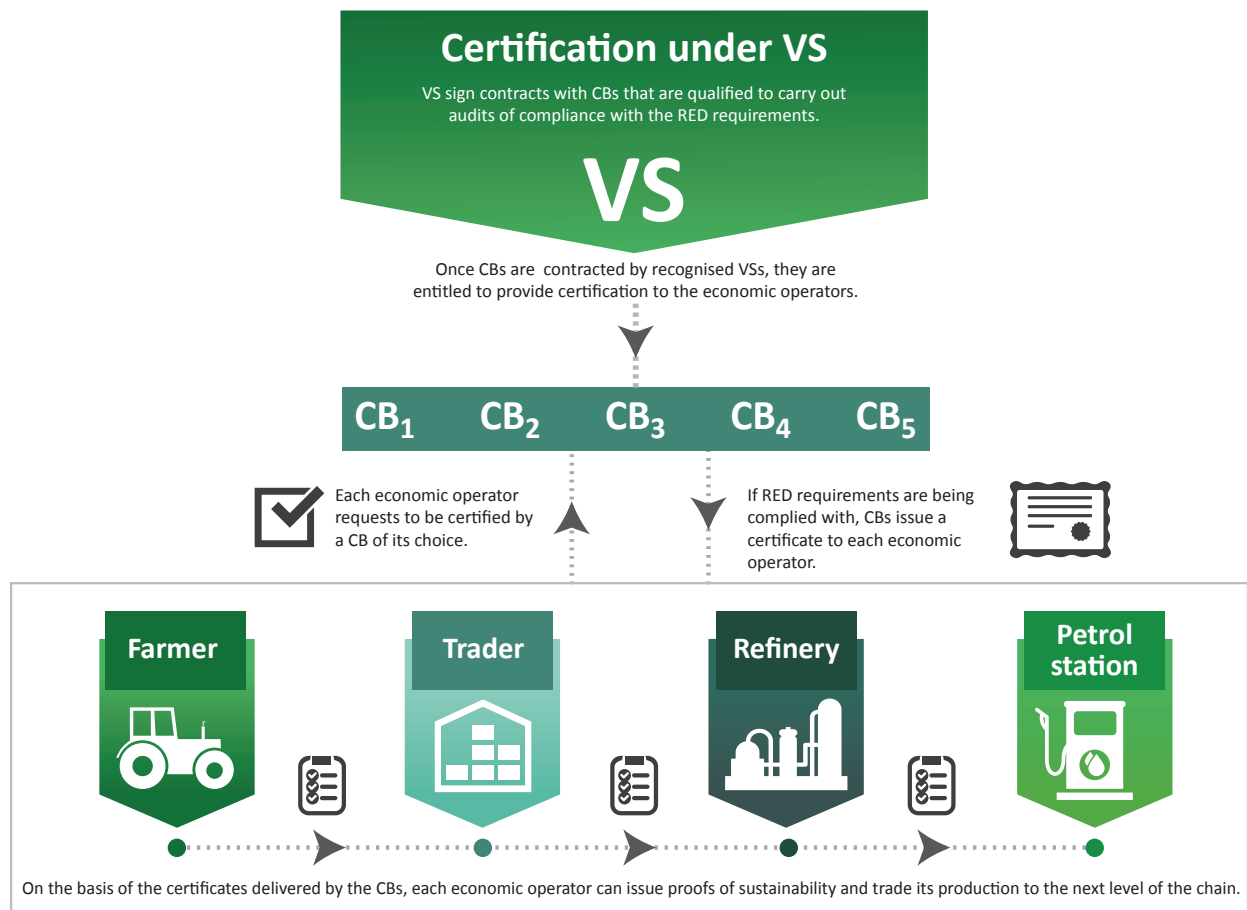 Certification under VS
VS sign contracts with CBs that are qualified to carry out
audits of compliance with the RED requirements.
VS
Once CBs are contracted by recognised VSs, they are
entitled to provide certification to the economic operators.
CB1 CB2 CB3 CB4 CB5
Each economic operator
requests to be certified by
a CB of its choice.
If RED requirements are being
complied with, CBs issue a
certificate to each economic
operator.
Farmer
Trader
Refinery
Petrol
station
On the basis of the certificates delivered by the CBs, each economic operator can issue proofs of sustainability and trade its production to the next level of the chain.